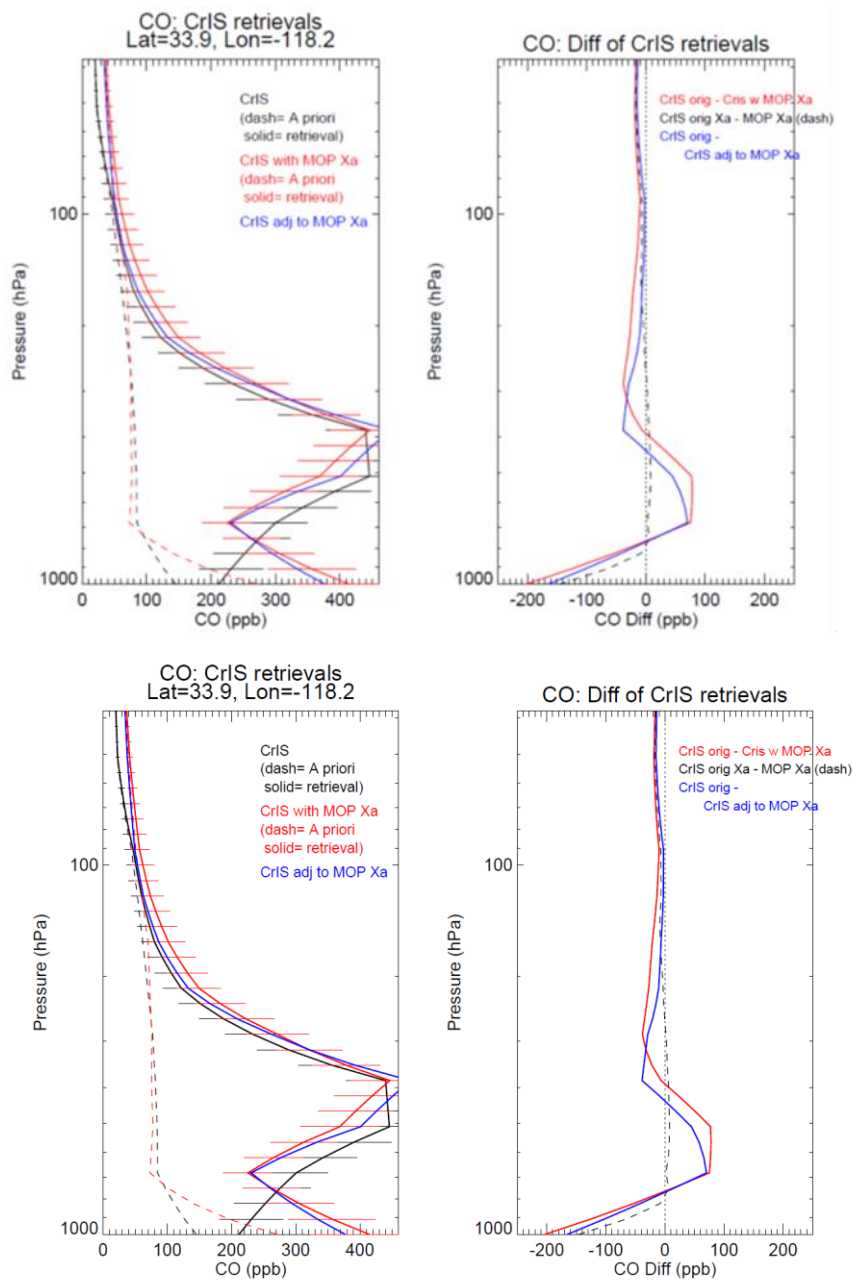 CO: CrIS retrievals
Lat=33.9, Lon=-118.2
CrIS
(dash= A priori
solid= retrieval)
CrIS with MOP Xa
(dash= A priori
solid= retrieval)
CrIS adj to MOP Xa
Pressure (hPa)
100
1000
0 100 200 300 400
CO (ppb)
CO: Diff of CrIS retrievals
CrIS orig - Cris w MOP Xa
CrIS orig Xa - MOP Xa (dash)
CrIS orig -
CrIS adj to MOP Xa
Pressure (hPa)
100
1000
-200 -100 0 100 200
CO Diff (ppb)
CO: CrIS retrievals
Lat=33.9, Lon=-118.2
CrIS
(dash= A priori
solid= retrieval)
CrIS with MOP Xa
(dash= A priori
solid= retrieval)
CrIS adj to MOP Xa
Pressure (hPa)
100
1000
0 100 200 300 400
CO (ppb)
CO: Diff of CrIS retrievals
CrIS orig - Cris w MOP Xa
CrIS orig Xa - MOP Xa (dash)
CrIS orig -
CrIS adj to MOP Xa
Pressure (hPa)
100
1000
-200 -100 0 100 200
CO Diff (ppb)